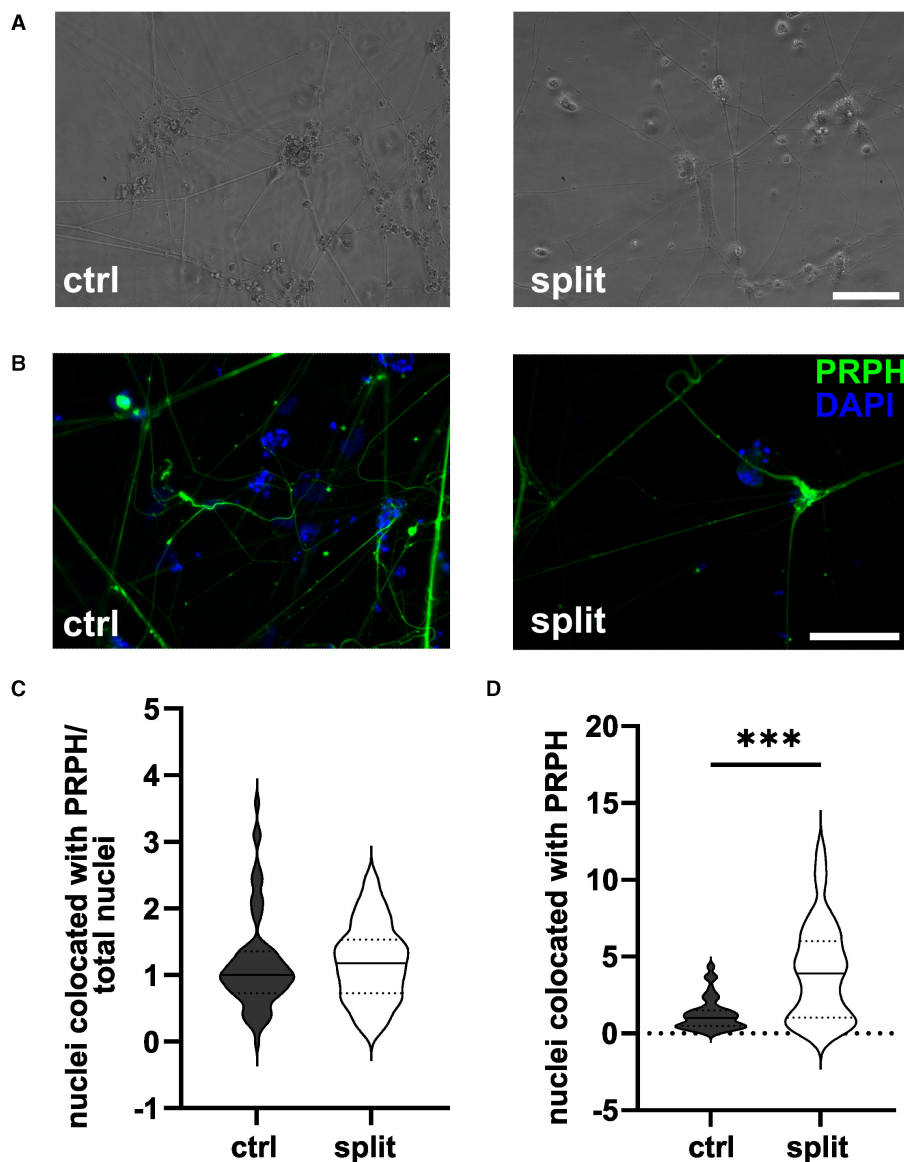 A
ctrl
split
B
PRPH
DAPI
ctrl
split
C
nuclei colocated with PRPH/
total nuclei
5
4
3
2
1
0
-1
ctrl
split
D
nuclei colocated with PRPH
20
15
10
5
0
-5
***
ctrl
split